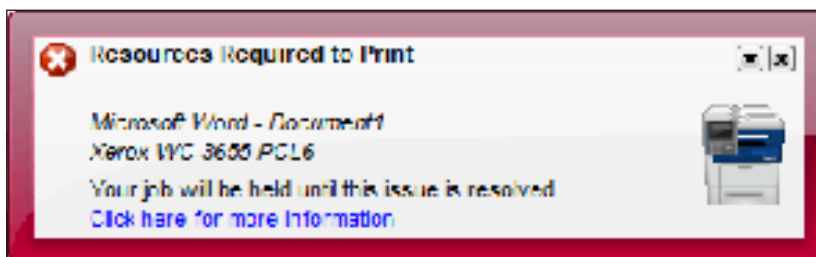 Resources Required to Print
Microsoft Word - Document1
Xerox WC 3655 PCL6
Your job will be held until this issue is resolved
Click here for more information